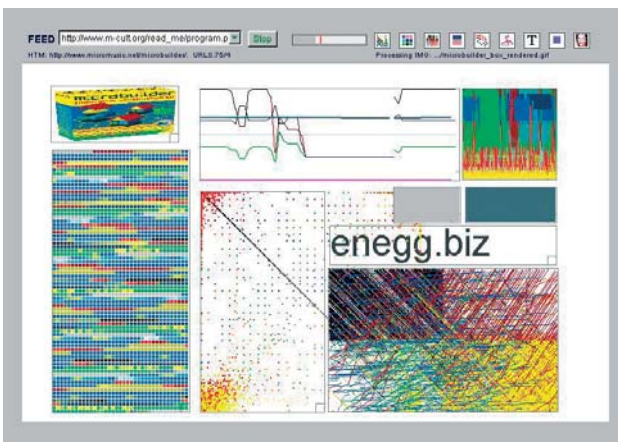 FEED http://www.m-cult.org/read_me/program.p Stop T
HTM: http://www.micromusic.net/microbuilder/. URLS:75/4 Processing IMG: .../microbuilder_box_rendered.gif
microbuilder
enegg.biz